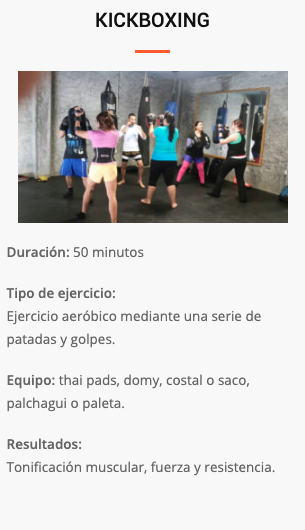 KICKBOXING
Duración: 50 minutos
Tipo de ejercicio:
Ejercicio aeróbico mediante una serie de
patadas y golpes.
Equipo: thai pads, domy, costal o saco,
palchagui o paleta.
Resultados:
Tonificación muscular, fuerza y resistencia.